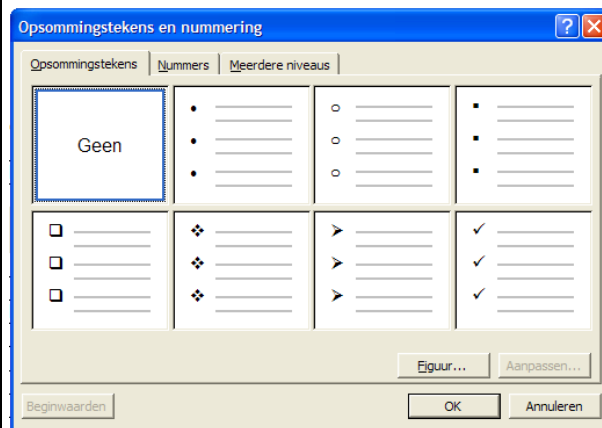 Opsommingstekens en nummering
Opsommingstekens Nummers Meerdere niveaus
Geen
Figuur... Aanpassen...
Beginwaarden OK Annuleren